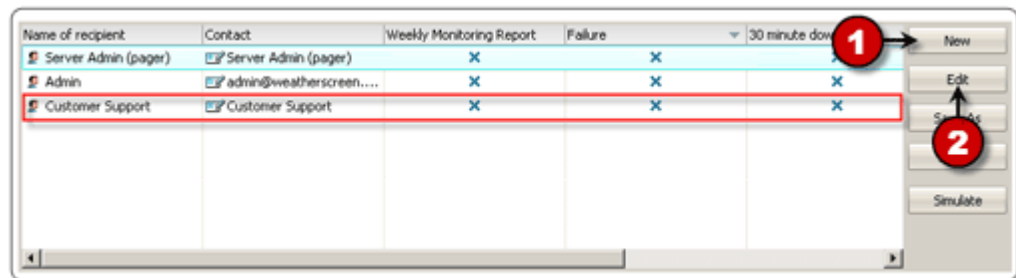 Name of recipient Contact Weekly Monitoring Report Failure 30 minute dow
1
New
Server Admin (pager) Server Admin (pager)
Admin admin@weatherscreen....
Edit
Customer Support Customer Support
2
Simulate